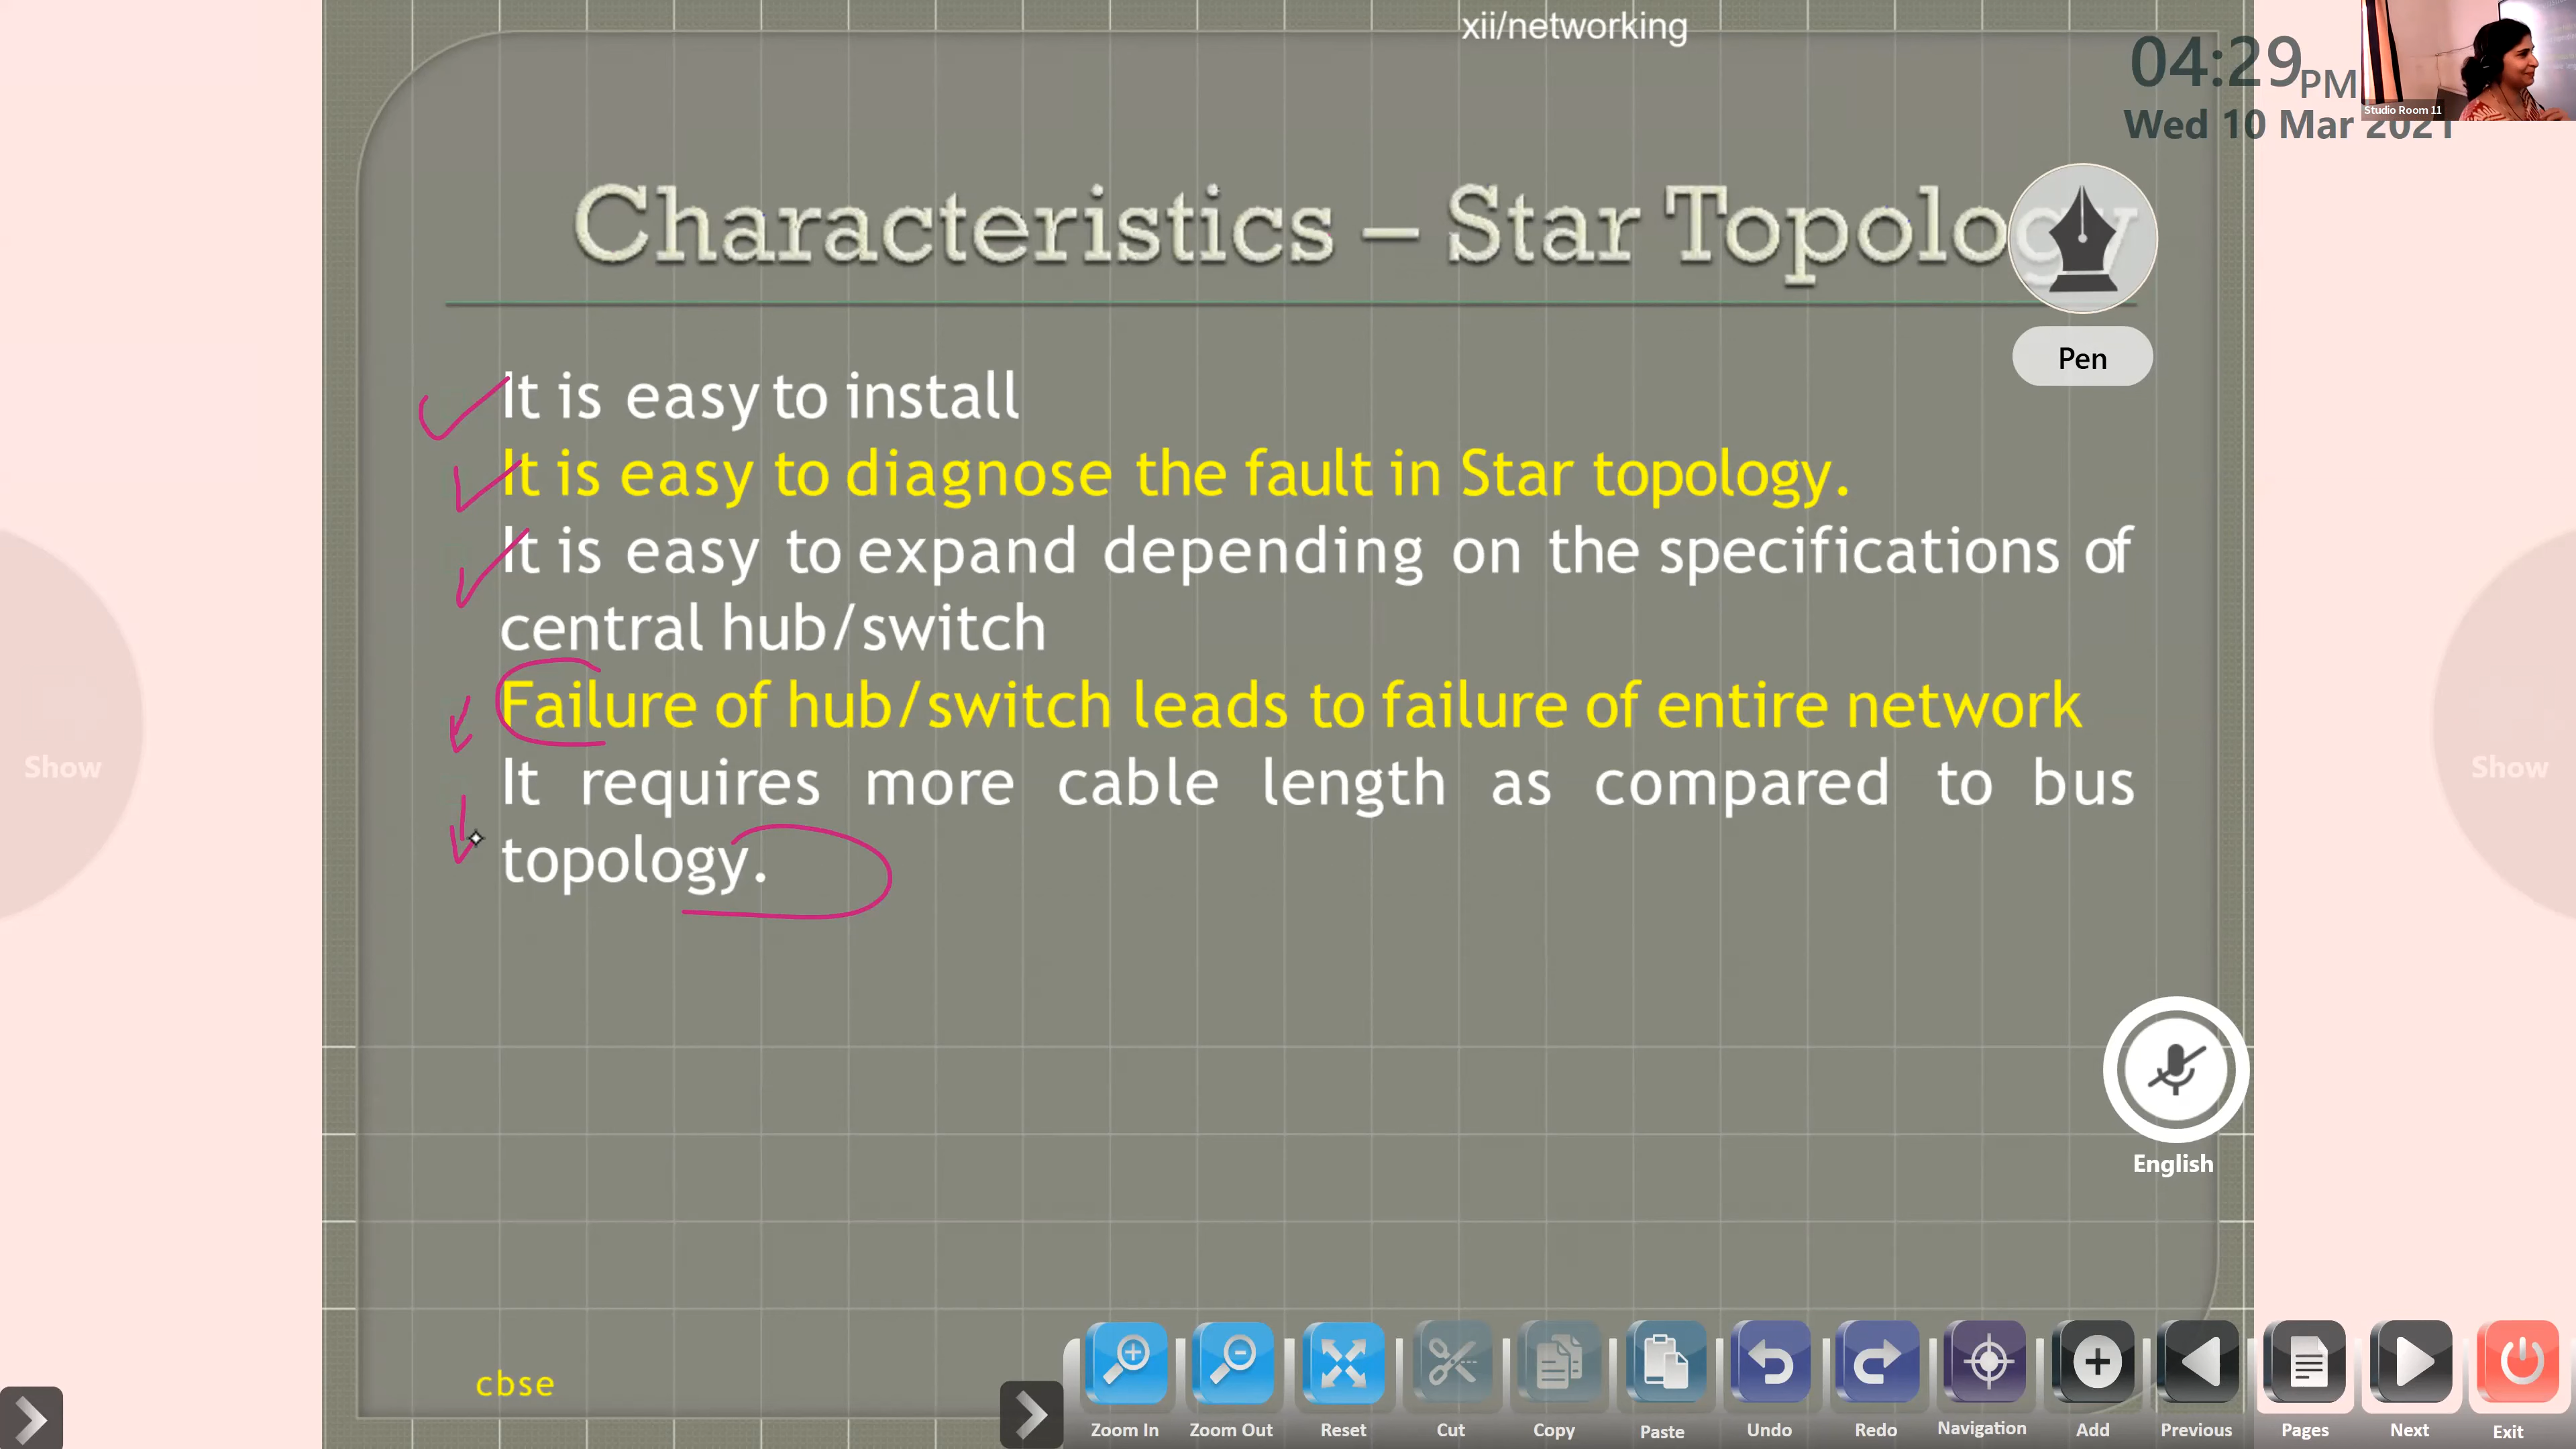 xii/networking
04:29 PM
Studio Room 11
Wed 10 Mar 2021
Characteristics – Star Topology
Pen
It is easy to install
It is easy to diagnose the fault in Star topology.
It is easy to expand depending on the specifications of
central hub/switch
Failure of hub/switch leads to failure of entire network
It requires more cable length as compared to bus
topology.
Show
Show
English
cbse
Zoom In Zoom Out Reset Cut Copy Paste Undo Redo Navigation Add Previous Pages Next Exit